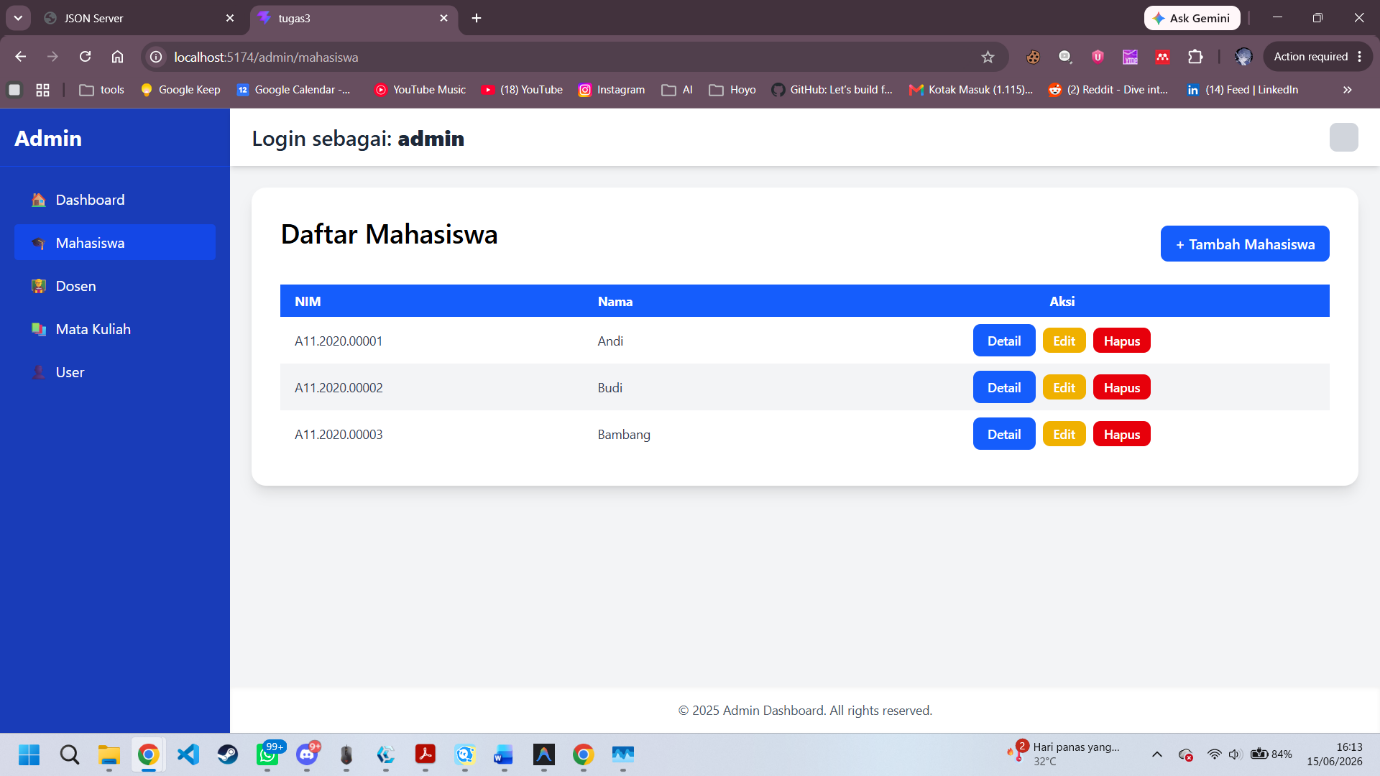 JSON Server
tugas3
Ask Gemini
localhost:5174/admin/mahasiswa
Action required
tools
Google Keep
12
Google Calendar -...
YouTube Music
(18) YouTube
Instagram
AI
Hoyo
GitHub: Let's build f...
Kotak Masuk (1.115)...
(2) Reddit - Dive int...
(14) Feed | LinkedIn
Admin
Login sebagai: admin
Dashboard
Mahasiswa
Dosen
Mata Kuliah
User
Daftar Mahasiswa
+ Tambah Mahasiswa
NIM Nama Aksi
A11.2020.00001 Andi Detail Edit Hapus
A11.2020.00002 Budi Detail Edit Hapus
A11.2020.00003 Bambang Detail Edit Hapus
© 2025 Admin Dashboard. All rights reserved.
99+
9+
2
Hari panas yang...
32°C
84%
16:13
15/06/2026